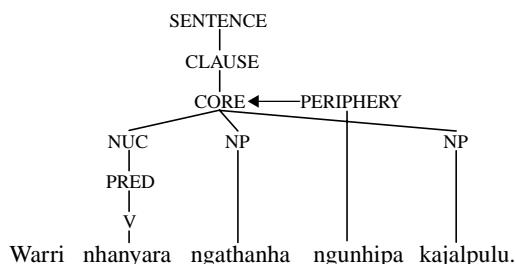 SENTENCE
CLAUSE
CORE PERIPHERY
NUC NP NP
PRED
V
Warri nhanyara ngathanha ngunhipa kajalpulu.